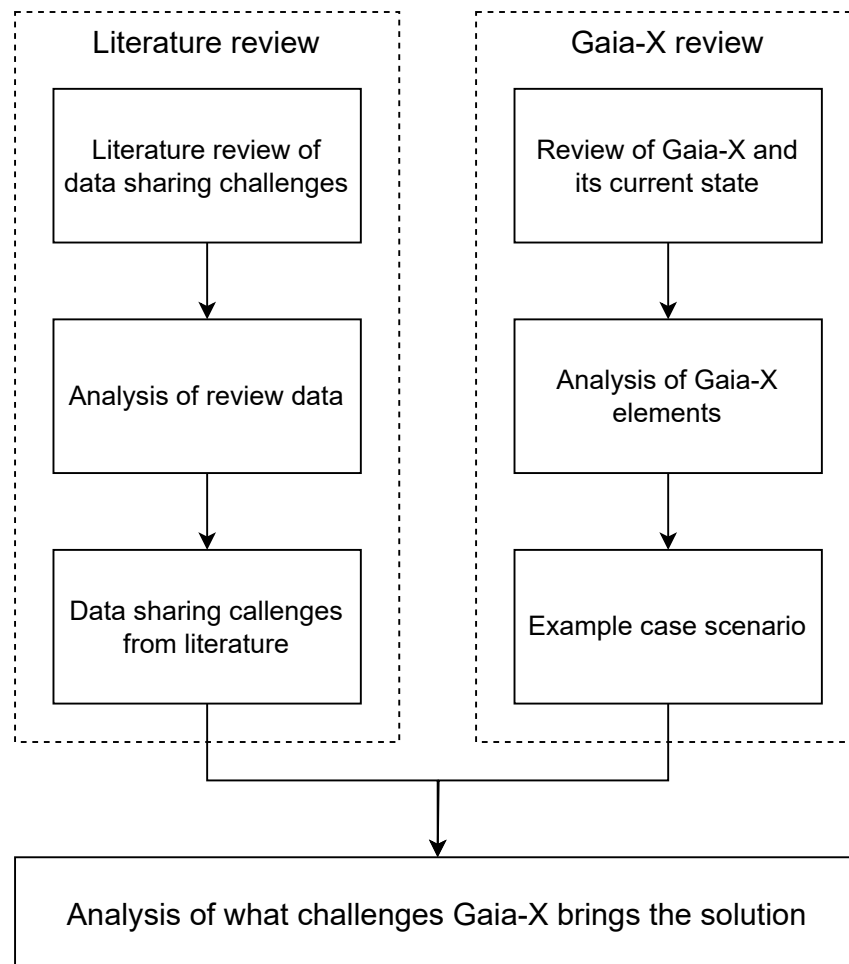 Literature review
Literature review of
data sharing challenges
Analysis of review data
Data sharing callenges
from literature
Gaia-X review
Review of Gaia-X and
its current state
Analysis of Gaia-X
elements
Example case scenario
Analysis of what challenges Gaia-X brings the solution